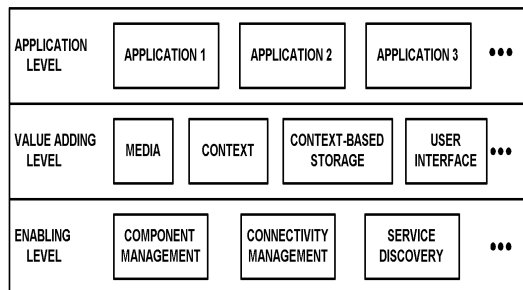 APPLICATION LEVEL
APPLICATION 1
APPLICATION 2
APPLICATION 3
•••
VALUE ADDING LEVEL
MEDIA
CONTEXT
CONTEXT-BASED STORAGE
USER INTERFACE
•••
ENABLING LEVEL
COMPONENT MANAGEMENT
CONNECTIVITY MANAGEMENT
SERVICE DISCOVERY
•••